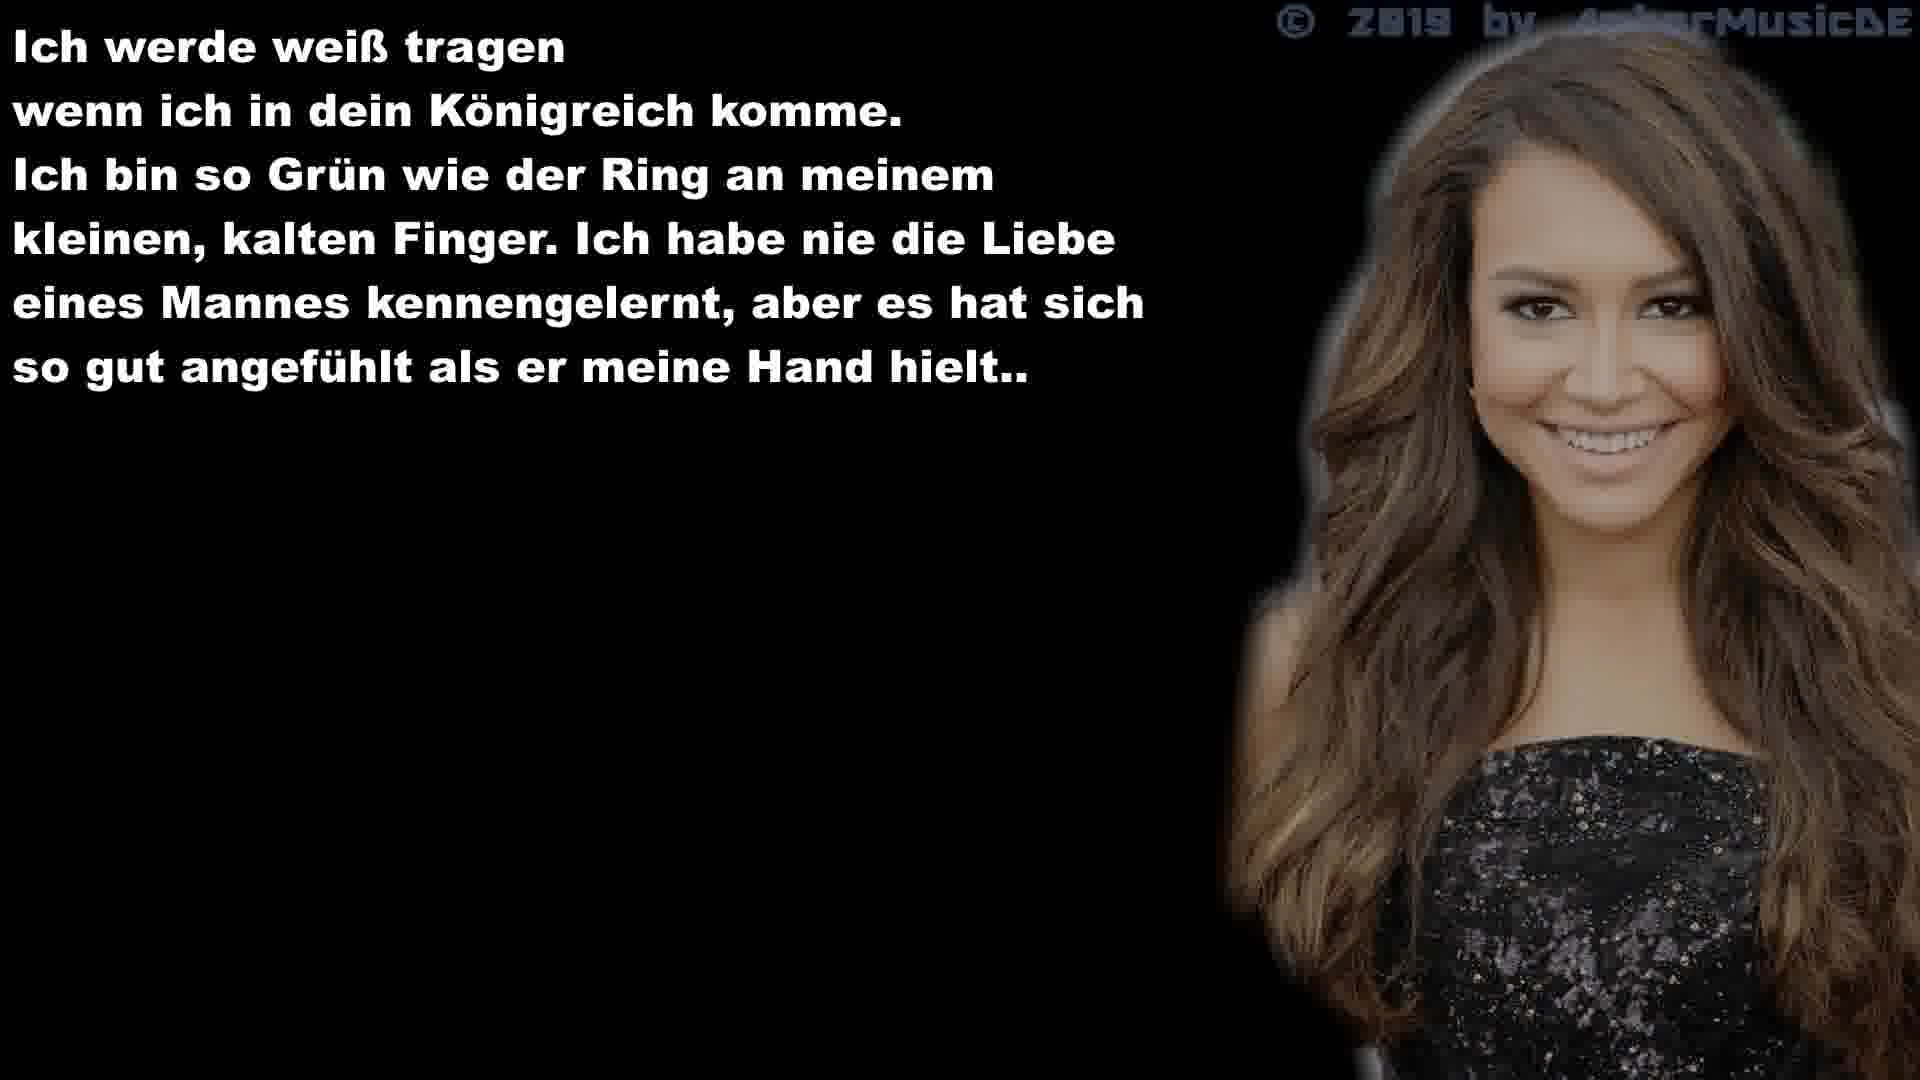 © 2019 by
Ich werde weiß tragen
wenn ich in dein Königreich komme.
Ich bin so Grün wie der Ring an meinem
kleinen, kalten Finger. Ich habe nie die Liebe
eines Mannes kennengelernt, aber es hat sich
so gut angefühlt als er meine Hand hielt..